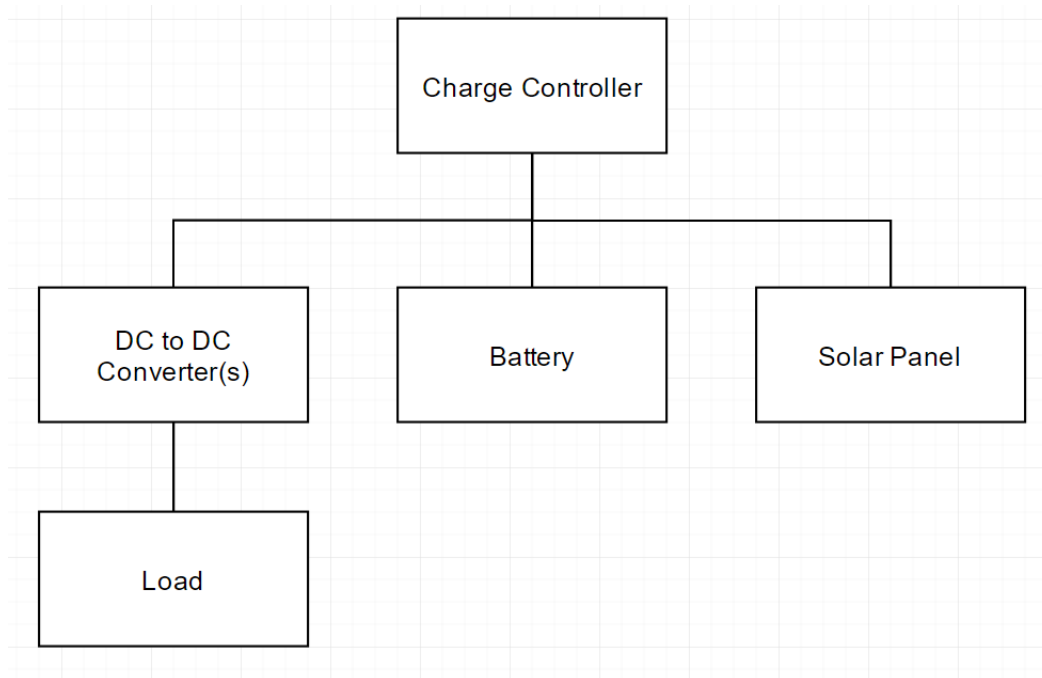 Charge Controller
DC to DC
Converter(s)
Battery
Solar Panel
Load